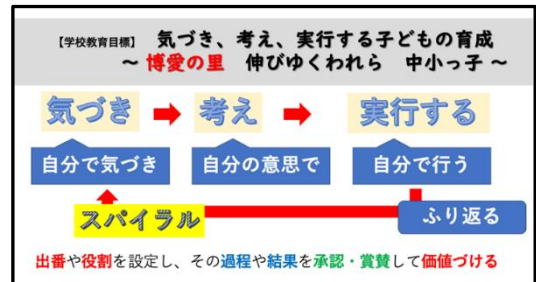 【学校教育目標】 気づき、考え、実行する子どもの育成
～ 博愛の里 伸びゆくわれら 中小っ子 ～
気づき ➡ 考え ➡ 実行する
自分で気づき 自分の意思で 自分で行う
スパイラル ふり返る
出番や役割を設定し、その過程や結果を承認・賞賛して価値づける